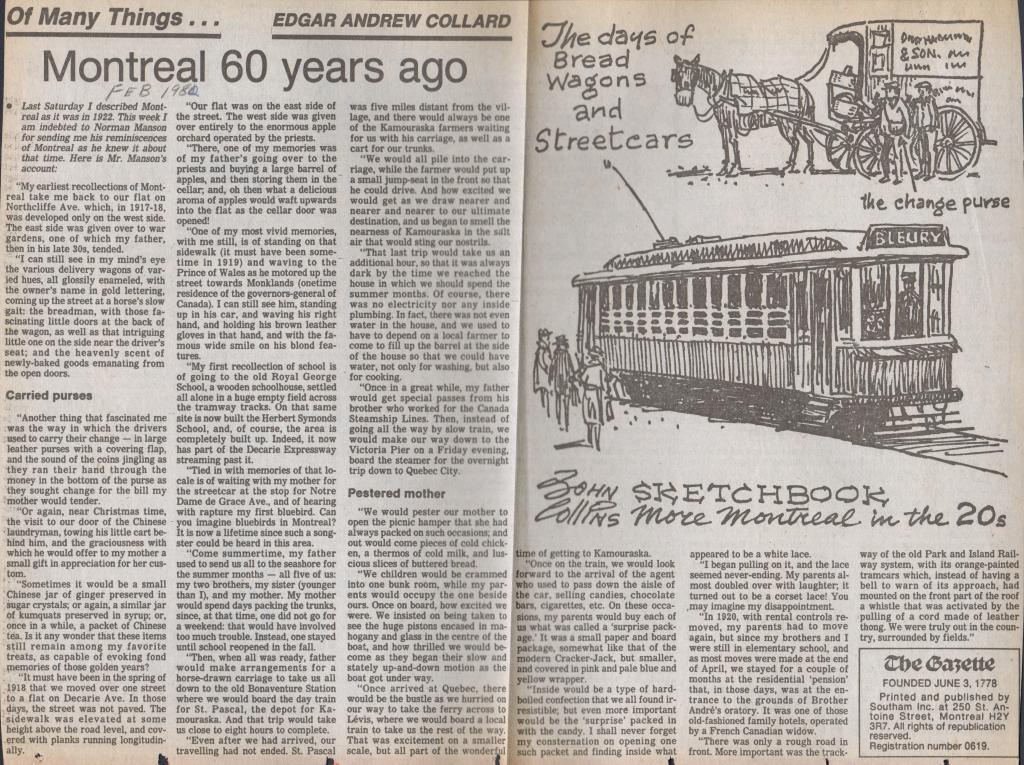 Of Many Things . . .
EDGAR ANDREW COLLARD
Montreal 60 years ago
FEB 1982
• Last Saturday I described Mont-
real as it was in 1922. This week I
am indebted to Norman Manson
for sending me his reminiscences
of Montreal as he knew it about
that time. Here is Mr. Manson's
account:
"My earliest recollections of Mont-
real take me back to our flat on
Northcliffe Ave. which, in 1917-18,
was developed only on the west side.
The east side was given over to war
gardens, one of which my father,
then in his late 30s, tended.
"I can still see in my mind's eye
the various delivery wagons of var-
ied hues, all glossily enameled, with
the owner's name in gold lettering,
coming up the street at a horse's slow
gait: the breadman, with those fa-
scinating little doors at the back of
the wagon, as well as that intriguing
little one on the side near the driver's
seat; and the heavenly scent of
newly-baked goods emanating from
the open doors.
Carried purses
"Another thing that fascinated me
was the way in which the drivers
used to carry their change — in large
leather purses with a covering flap,
and the sound of the coins jingling as
they ran their hand through the
money in the bottom of the purse as
they sought change for the bill my
mother would tender.
"Or again, near Christmas time,
the visit to our door of the Chinese
laundryman, towing his little cart be-
hind him, and the graciousness with
which he would offer to my mother a
small gift in appreciation for her cus-
tom.
"Sometimes it would be a small
Chinese jar of ginger preserved in
sugar crystals; or again, a similar jar
of kumquats preserved in syrup; or,
once in a while, a packet of Chinese
tea. Is it any wonder that these items
still remain among my favorite
treats, as capable of evoking fond
memories of those golden years?
"It must have been in the spring of
1918 that we moved over one street
to a flat on Decarie Ave. In those
days, the street was not paved. The
sidewalk was elevated at some
height above the road level, and cov-
ered with planks running longitudin-
ally.
"Our flat was on the east side of
the street. The west side was given
over entirely to the enormous apple
orchard operated by the priests.
"There, one of my memories was
of my father's going over to the
priests and buying a large barrel of
apples, and then storing them in the
cellar; and, oh then what a delicious
aroma of apples would waft upwards
into the flat as the cellar door was
opened!
"One of my most vivid memories,
with me still, is of standing on that
sidewalk (it must have been some-
time in 1919) and waving to the
Prince of Wales as he motored up the
street towards Monklands (onetime
residence of the governors-general of
Canada). I can still see him, standing
up in his car, and waving his right
hand, and holding his brown leather
gloves in that hand, and with the fa-
mous wide smile on his blond fea-
tures.
"My first recollection of school is
of going to the old Royal George
School, a wooden schoolhouse, settled
all alone in a huge empty field across
the tramway tracks. On that same
site is now built the Herbert Symonds
School, and, of course, the area is
completely built up. Indeed, it now
has part of the Decarie Expressway
streaming past it.
"Tied in with memories of that lo-
cale is of waiting with my mother for
the streetcar at the stop for Notre
Dame de Grace Ave., and of hearing
with rapture my first bluebird. Can
you imagine bluebirds in Montreal?
It is now a lifetime since such a song-
ster could be heard in this area.
"Come summertime, my father
used to send us all to the seashore for
the summer months — all five of us:
my two brothers, my sister (younger
than I), and my mother. My mother
would spend days packing the trunks,
since, at that time, one did not go for
a weekend: that would have involved
too much trouble. Instead, one stayed
until school reopened in the fall.
"Then, when all was ready, father
would make arrangements for a
horse-drawn carriage to take us all
down to the old Bonaventure Station
where we would board the day train
for St. Pascal, the depot for Ka-
mouraska. And that trip would take
us close to eight hours to complete.
"Even after we had arrived, our
travelling had not ended. St. Pascal
was five miles distant from the vil-
lage, and there would always be one
of the Kamouraska farmers waiting
for us with his carriage, as well as a
cart for our trunks.
"We would all pile into the car-
riage, while the farmer would put up
a small jump-seat in the front so that
he could drive. And how excited we
would get as we drew nearer and
nearer and nearer to our ultimate
destination, and us began to smell the
nearness of Kamouraska in the salt
air that would sting our nostrils.
"That last trip would take us an
additional hour, so that it was always
dark by the time we reached the
house in which we should spend the
summer months. Of course, there
was no electricity nor any inside
plumbing. In fact, there was not even
water in the house, and we used to
have to depend on a local farmer to
come to fill up the barrel at the side
of the house so that we could have
water, not only for washing, but also
for cooking.
"Once in a great while, my father
would get special passes from his
brother who worked for the Canada
Steamship Lines. Then, instead of
going all the way by slow train, we
would make our way down to the
Victoria Pier on a Friday evening,
board the steamer for the overnight
trip down to Quebec City.
Pestered mother
"We would pester our mother to
open the picnic hamper that she had
always packed on such occasions; and
out would come pieces of cold chick-
en, a thermos of cold milk, and lus-
cious slices of buttered bread.
"We children would be crammed
into one bunk room, while my par-
ents would occupy the one beside
ours. Once on board, how excited we
were. We insisted on being taken to
see the huge pistons encased in ma-
hogany and glass in the centre of the
boat, and how thrilled we would be-
come as they began their slow and
stately up-and-down motion as the
boat got under way.
"Once arrived at Quebec, there
would be the bustle as we hurried on
our way to take the ferry across to
Lévis, where we would board a local
train to take us the rest of the way.
That was excitement on a smaller
scale, but all part of the wonderful
time of getting to Kamouraska.
"Once on the train, we would look
forward to the arrival of the agent
who used to pass down the aisle of
the car, selling candies, chocolate
bars, cigarettes, etc. On these occa-
sions, my parents would buy each of
us what was called a 'surprise pack-
age.' It was a small paper and board
package, somewhat like that of the
modern Cracker-Jack, but smaller,
and covered in pink and pale blue and
yellow wrapper.
"Inside would be a type of hard-
boiled confection that we all found ir-
resistible, but even more important
would be the 'surprise' packed in
with the candy. I shall never forget
my consternation on opening one
such packet and finding inside what
appeared to be a white lace.
"I began pulling on it, and the lace
seemed never-ending. My parents al-
most doubled over with laughter; it
turned out to be a corset lace! You
may imagine my disappointment.
"In 1920, with rental controls re-
moved, my parents had to move
again, but since my brothers and I
were still in elementary school, and
as most moves were made at the end
of April, we stayed for a couple of
months at the residential 'pension'
that, in those days, was at the en-
trance to the grounds of Brother
André's oratory. It was one of those
old-fashioned family hotels, operated
by a French Canadian widow.
"There was only a rough road in
front. More important was the track-
way of the old Park and Island Rail-
way system, with its orange-painted
tramcars which, instead of having a
bell to warn of its approach, had
mounted on the front part of the roof
a whistle that was activated by the
pulling of a cord made of leather
thong. We were truly out in the coun-
try, surrounded by fields."
The days of
Bread
Wagons
and
Streetcars
& SON.
the change purse
BLEURY
JOHN
COLLINS
SKETCHBOOK
More Montreal in the 20s
The Gazette
FOUNDED JUNE 3, 1778
Printed and published by
Southam Inc. at 250 St. An-
toine Street, Montreal H2Y
3R7. All rights of republication
reserved.
Registration number 0619.